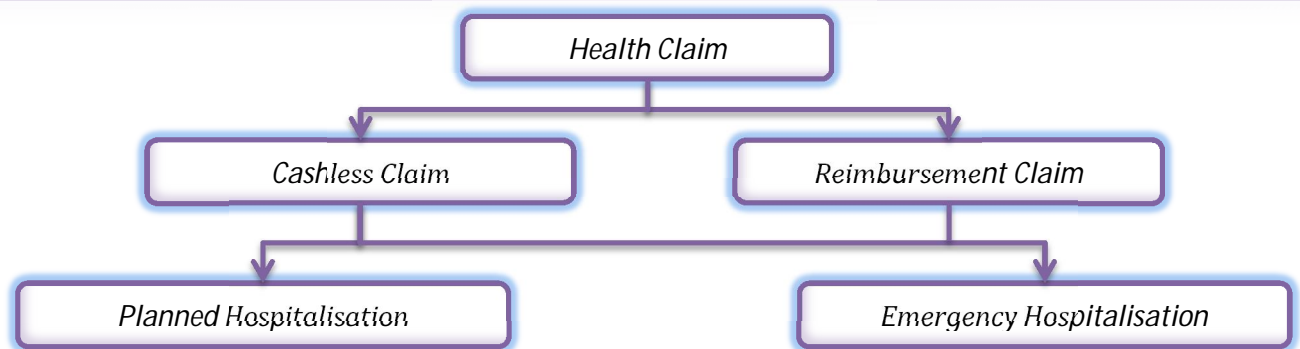 Health Claim
Cashless Claim
Reimbursement Claim
Planned Hospitalisation
Emergency Hospitalisation